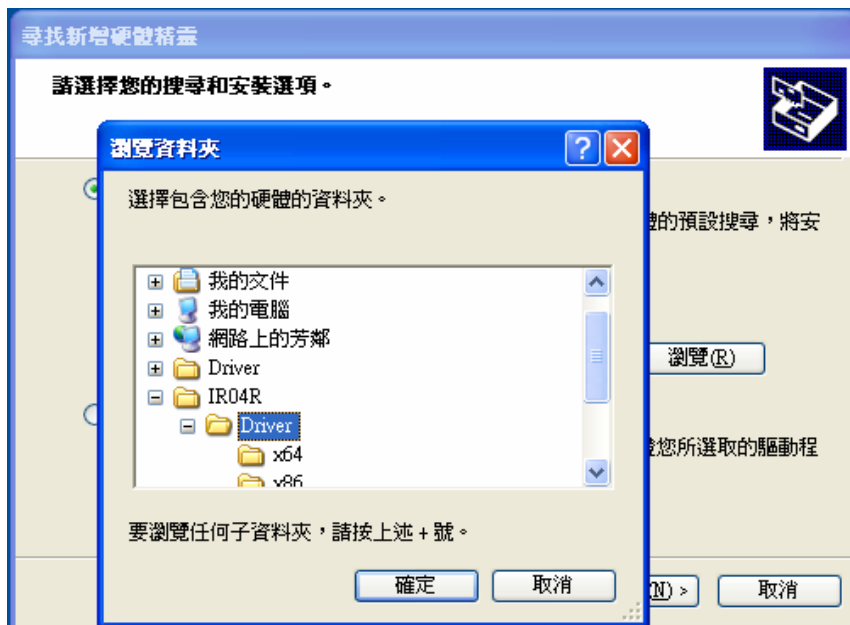 尋找新增硬體精靈
請選擇您的搜尋和安裝選項。
瀏覽資料夾
選擇包含您的硬體的資料夾。
體的預設搜尋,將安
我的文件
我的電腦
網路上的芳鄰
Driver
瀏覽(R)
IR04R
Driver
x64
您所選取的驅動程
x86
要瀏覽任何子資料夾,請按上述 + 號。
確定
取消
(N) >
取消